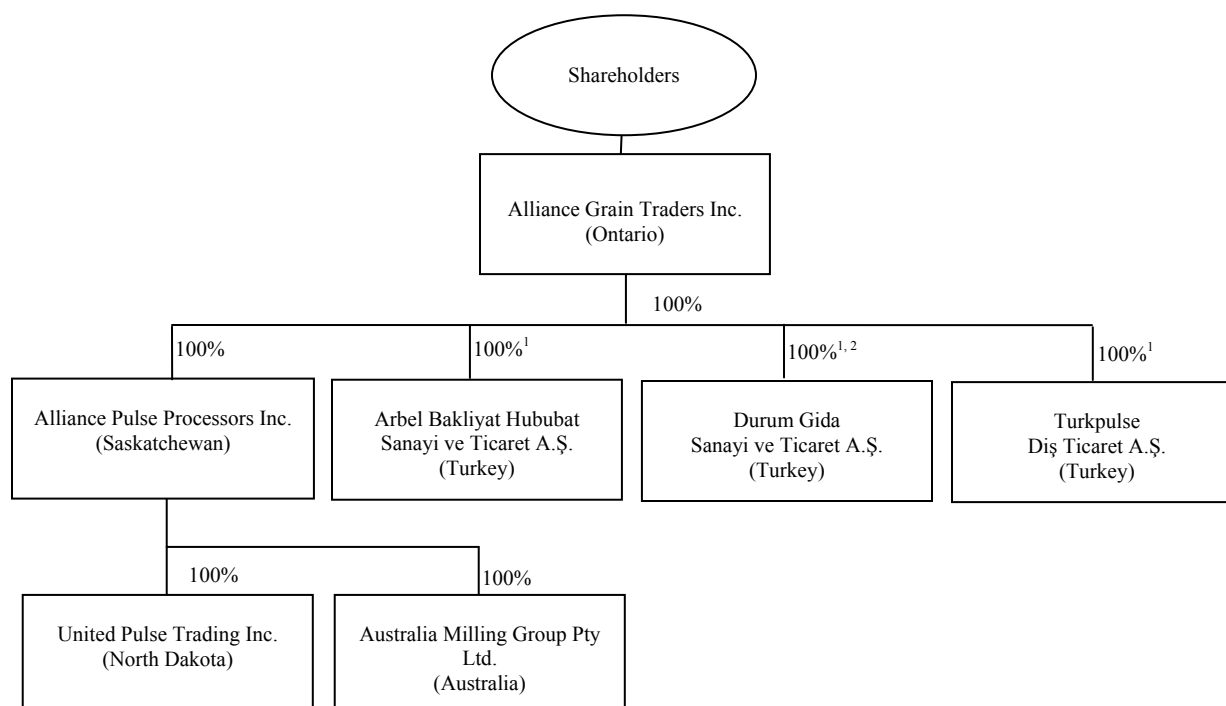 Shareholders
Alliance Grain Traders Inc.
(Ontario)
100%
100%
100%¹
100%¹, ²
100%¹
Alliance Pulse Processors Inc.
(Saskatchewan)
Arbel Bakliyat Hububat
Sanayi ve Ticaret A.Ş.
(Turkey)
Durum Gida
Sanayi ve Ticaret A.Ş.
(Turkey)
Turkpulse
Diş Ticaret A.Ş.
(Turkey)
100%
100%
United Pulse Trading Inc.
(North Dakota)
Australia Milling Group Pty
Ltd.
(Australia)